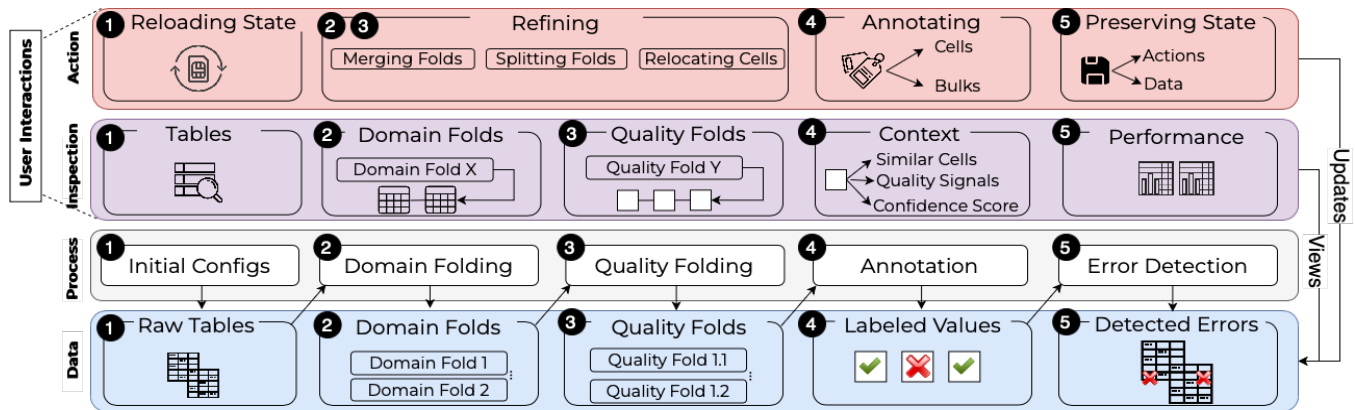 User Interactions
Action
1 Reloading State
2 3 Refining
Merging Folds
Splitting Folds
Relocating Cells
4 Annotating
Cells
Bulks
5 Preserving State
Actions
Data
Inspection
1 Tables
2 Domain Folds
Domain Fold X
3 Quality Folds
Quality Fold Y
4 Context
Similar Cells
Quality Signals
Confidence Score
5 Performance
Updates
Views
Process
1 Initial Configs
2 Domain Folding
3 Quality Folding
4 Annotation
5 Error Detection
Data
1 Raw Tables
2 Domain Folds
Domain Fold 1
Domain Fold 2
3 Quality Folds
Quality Fold 1.1
Quality Fold 1.2
4 Labeled Values
5 Detected Errors